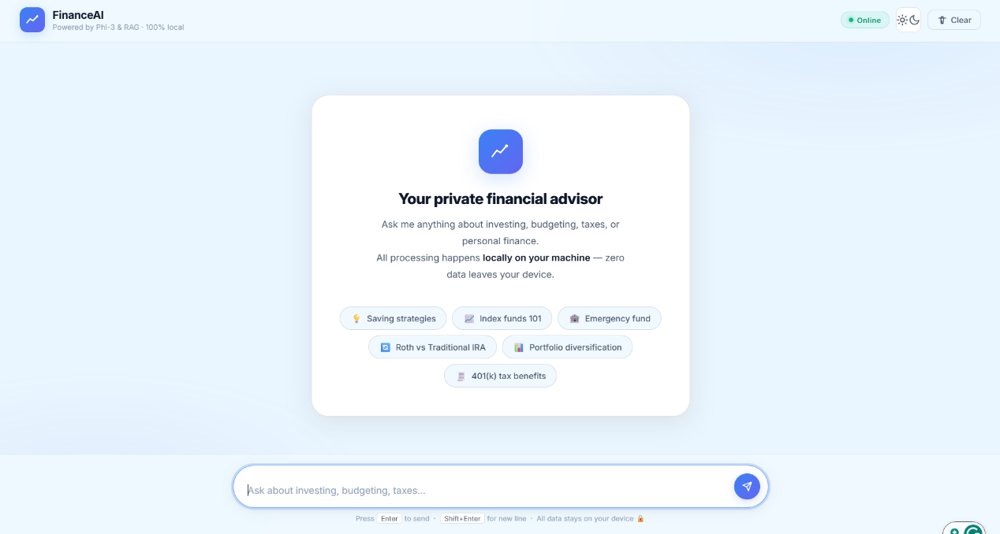 FinanceAI
Powered by Phi-3 & RAG · 100% local
Online
Clear
Your private financial advisor
Ask me anything about investing, budgeting, taxes, or
personal finance.
All processing happens locally on your machine — zero
data leaves your device.
Saving strategies
Index funds 101
Emergency fund
Roth vs Traditional IRA
Portfolio diversification
401(k) tax benefits
Ask about investing, budgeting, taxes...
Press Enter to send · Shift+Enter for new line · All data stays on your device